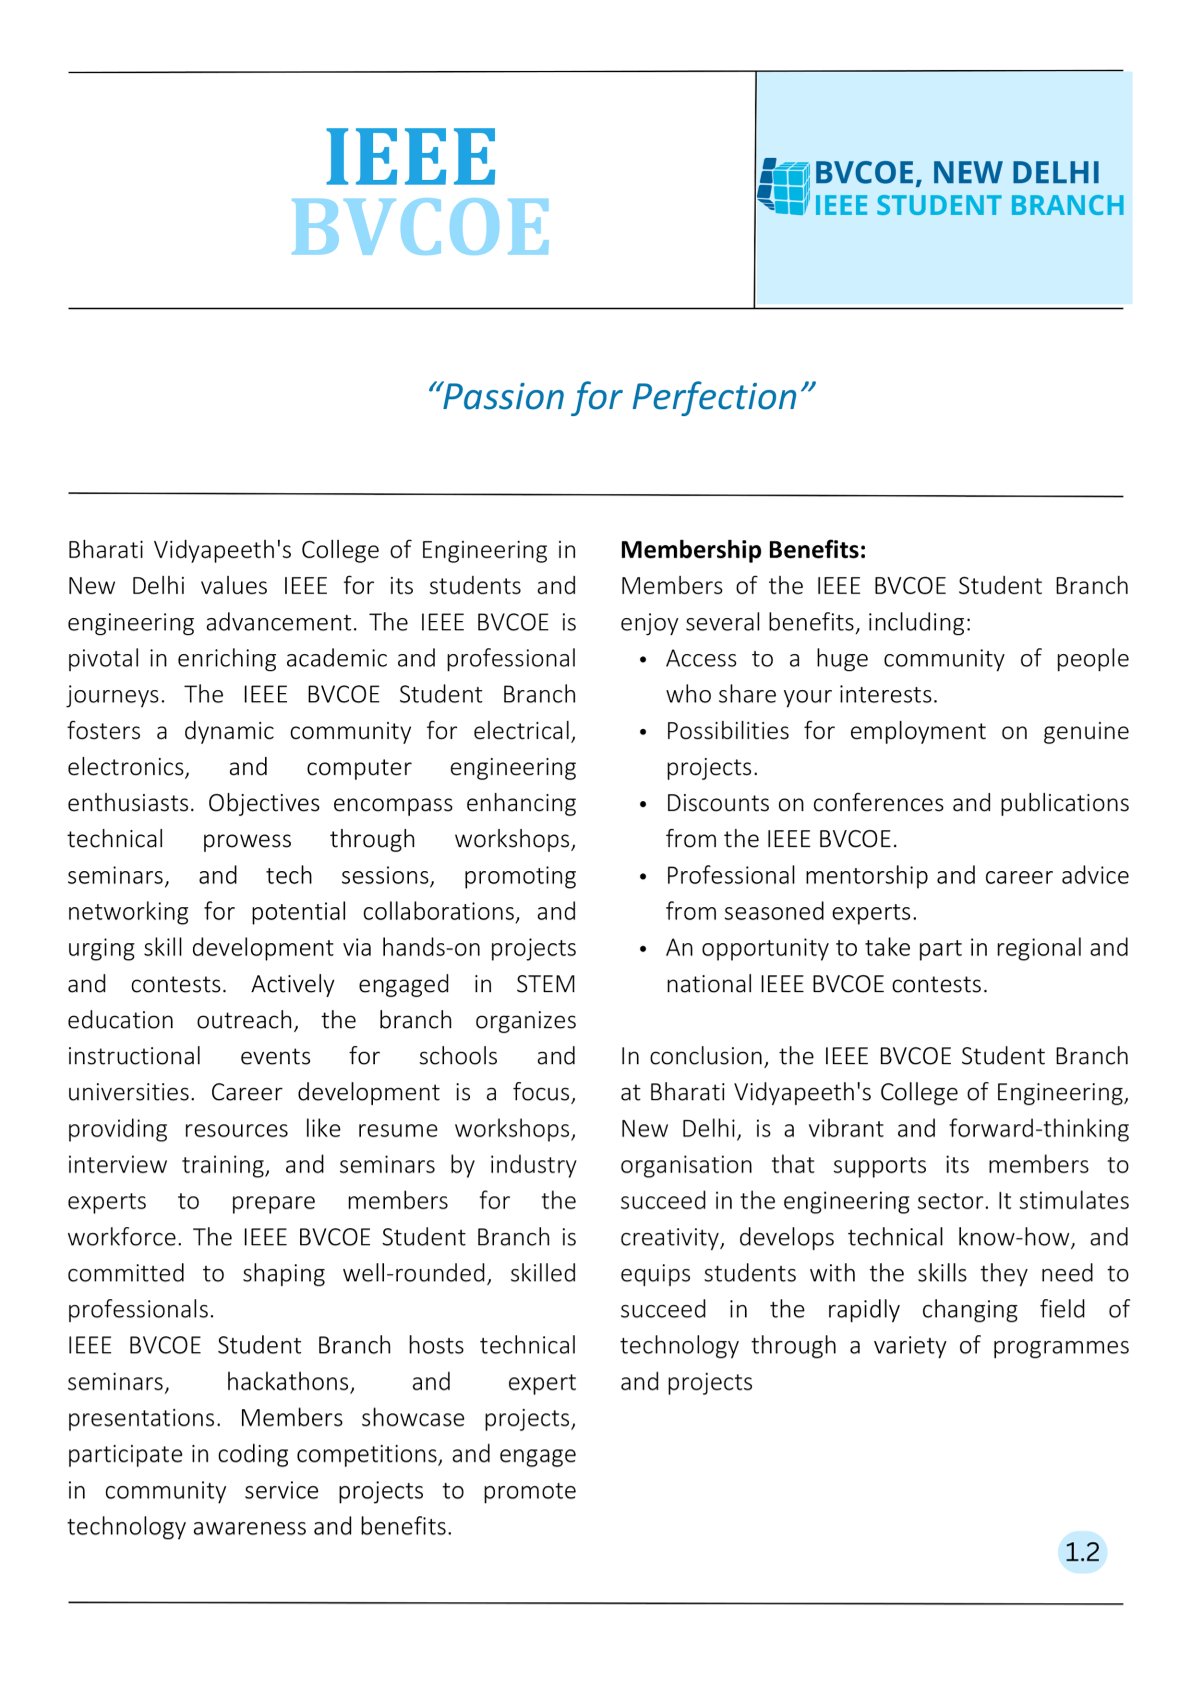 IEEE
BVCOE
BVCOE, NEW DELHI
IEEE STUDENT BRANCH
“Passion for Perfection”
Bharati Vidyapeeth's College of Engineering in
New Delhi values IEEE for its students and
engineering advancement. The IEEE BVCOE is
pivotal in enriching academic and professional
journeys. The IEEE BVCOE Student Branch
fosters a dynamic community for electrical,
electronics, and computer engineering
enthusiasts. Objectives encompass enhancing
technical prowess through workshops,
seminars, and tech sessions, promoting
networking for potential collaborations, and
urging skill development via hands-on projects
and contests. Actively engaged in STEM
education outreach, the branch organizes
instructional events for schools and
universities. Career development is a focus,
providing resources like resume workshops,
interview training, and seminars by industry
experts to prepare members for the
workforce. The IEEE BVCOE Student Branch is
committed to shaping well-rounded, skilled
professionals.
IEEE BVCOE Student Branch hosts technical
seminars, hackathons, and expert
presentations. Members showcase projects,
participate in coding competitions, and engage
in community service projects to promote
technology awareness and benefits.
Membership Benefits:
Members of the IEEE BVCOE Student Branch
enjoy several benefits, including:
• Access to a huge community of people
who share your interests.
• Possibilities for employment on genuine
projects.
• Discounts on conferences and publications
from the IEEE BVCOE.
• Professional mentorship and career advice
from seasoned experts.
• An opportunity to take part in regional and
national IEEE BVCOE contests.
In conclusion, the IEEE BVCOE Student Branch
at Bharati Vidyapeeth's College of Engineering,
New Delhi, is a vibrant and forward-thinking
organisation that supports its members to
succeed in the engineering sector. It stimulates
creativity, develops technical know-how, and
equips students with the skills they need to
succeed in the rapidly changing field of
technology through a variety of programmes
and projects
1.2